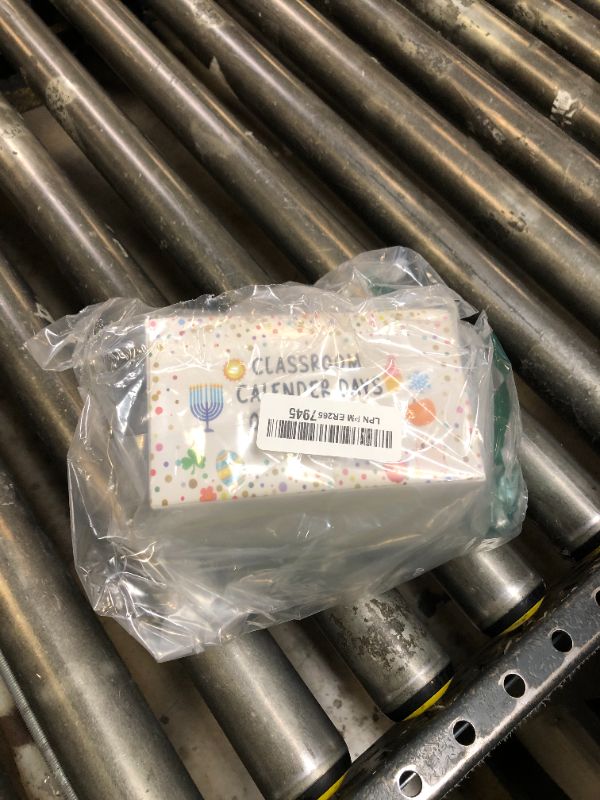 CLASSROOM
CALENDER DAYS
LPN PM ER265 7945